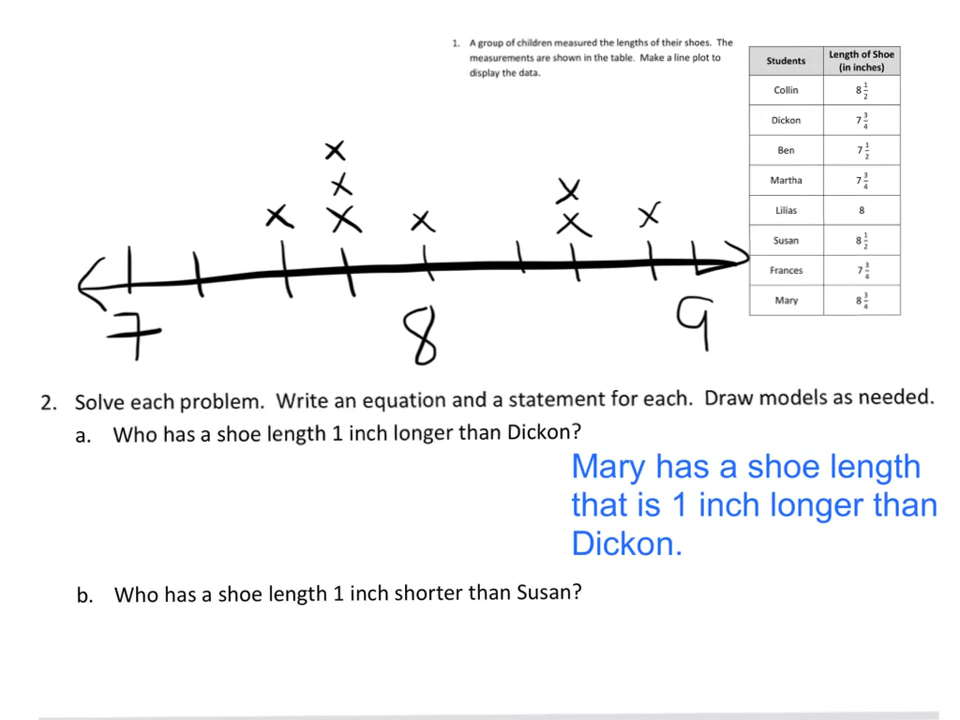 1. A group of children measured the lengths of their shoes. The
measurements are shown in the table. Make a line plot to
display the data.
Students Length of Shoe (in inches)
Collin 8 1/2
Dickon 7 3/4
Ben 7 1/2
Martha 7 3/4
Lilias 8
Susan 8 1/2
Frances 7 3/4
Mary 8 3/4
x
x x
x x x x x
7 8 9
2. Solve each problem. Write an equation and a statement for each. Draw models as needed.
a. Who has a shoe length 1 inch longer than Dickon?
Mary has a shoe length
that is 1 inch longer than
Dickon.
b. Who has a shoe length 1 inch shorter than Susan?